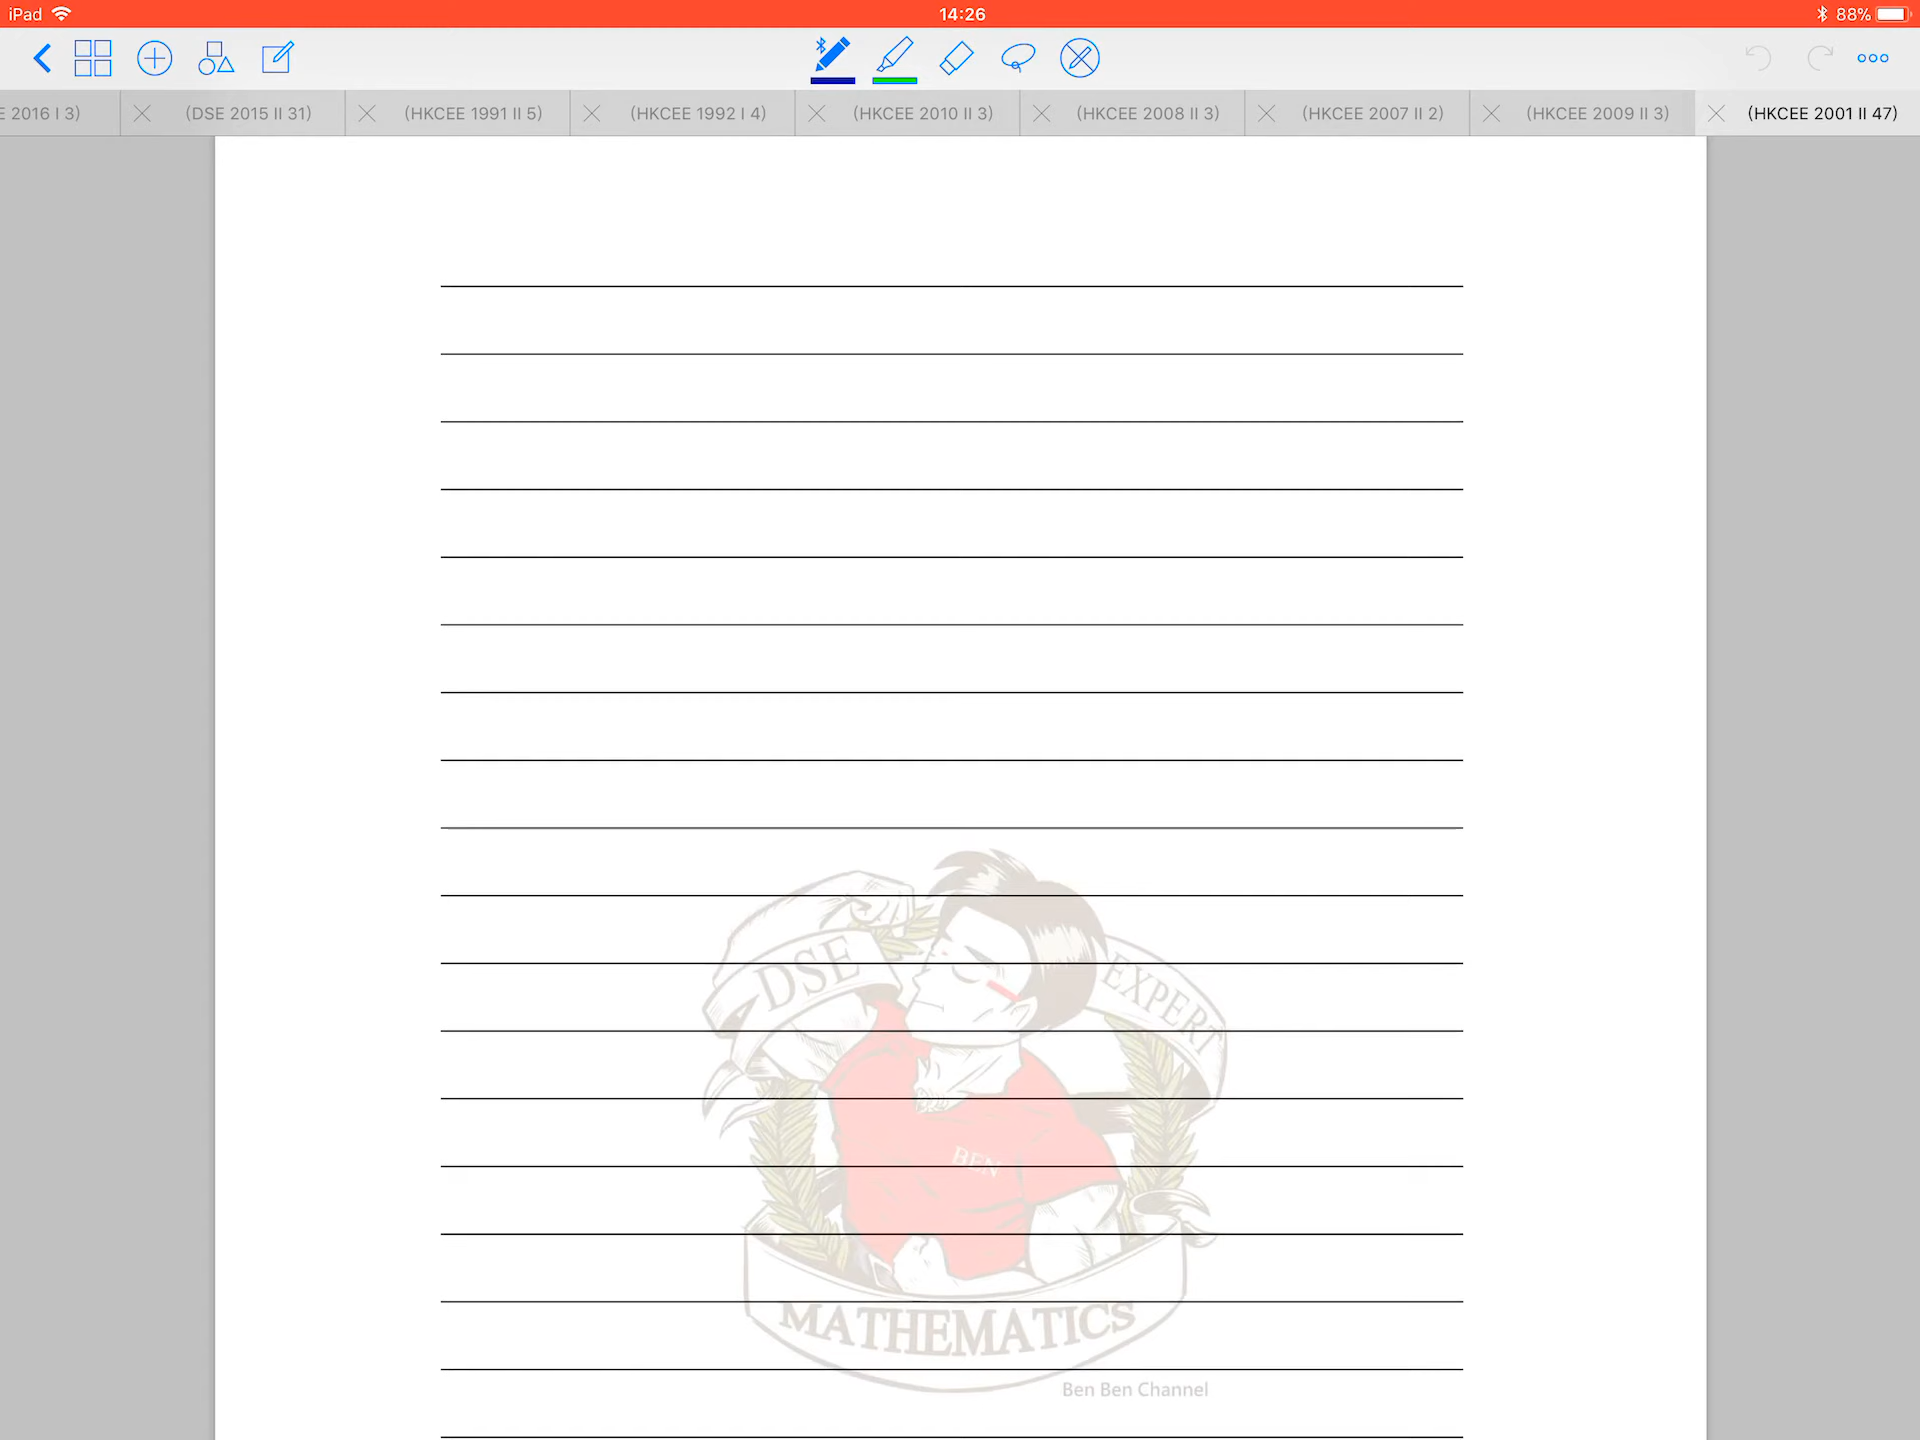 iPad 14:26 88%
E 2016 I 3) (DSE 2015 II 31) (HKCEE 1991 II 5) (HKCEE 1992 I 4) (HKCEE 2010 II 3) (HKCEE 2008 II 3) (HKCEE 2007 II 2) (HKCEE 2009 II 3) (HKCEE 2001 II 47)
DSE EXPERT
BEN
MATHEMATICS
Ben Ben Channel